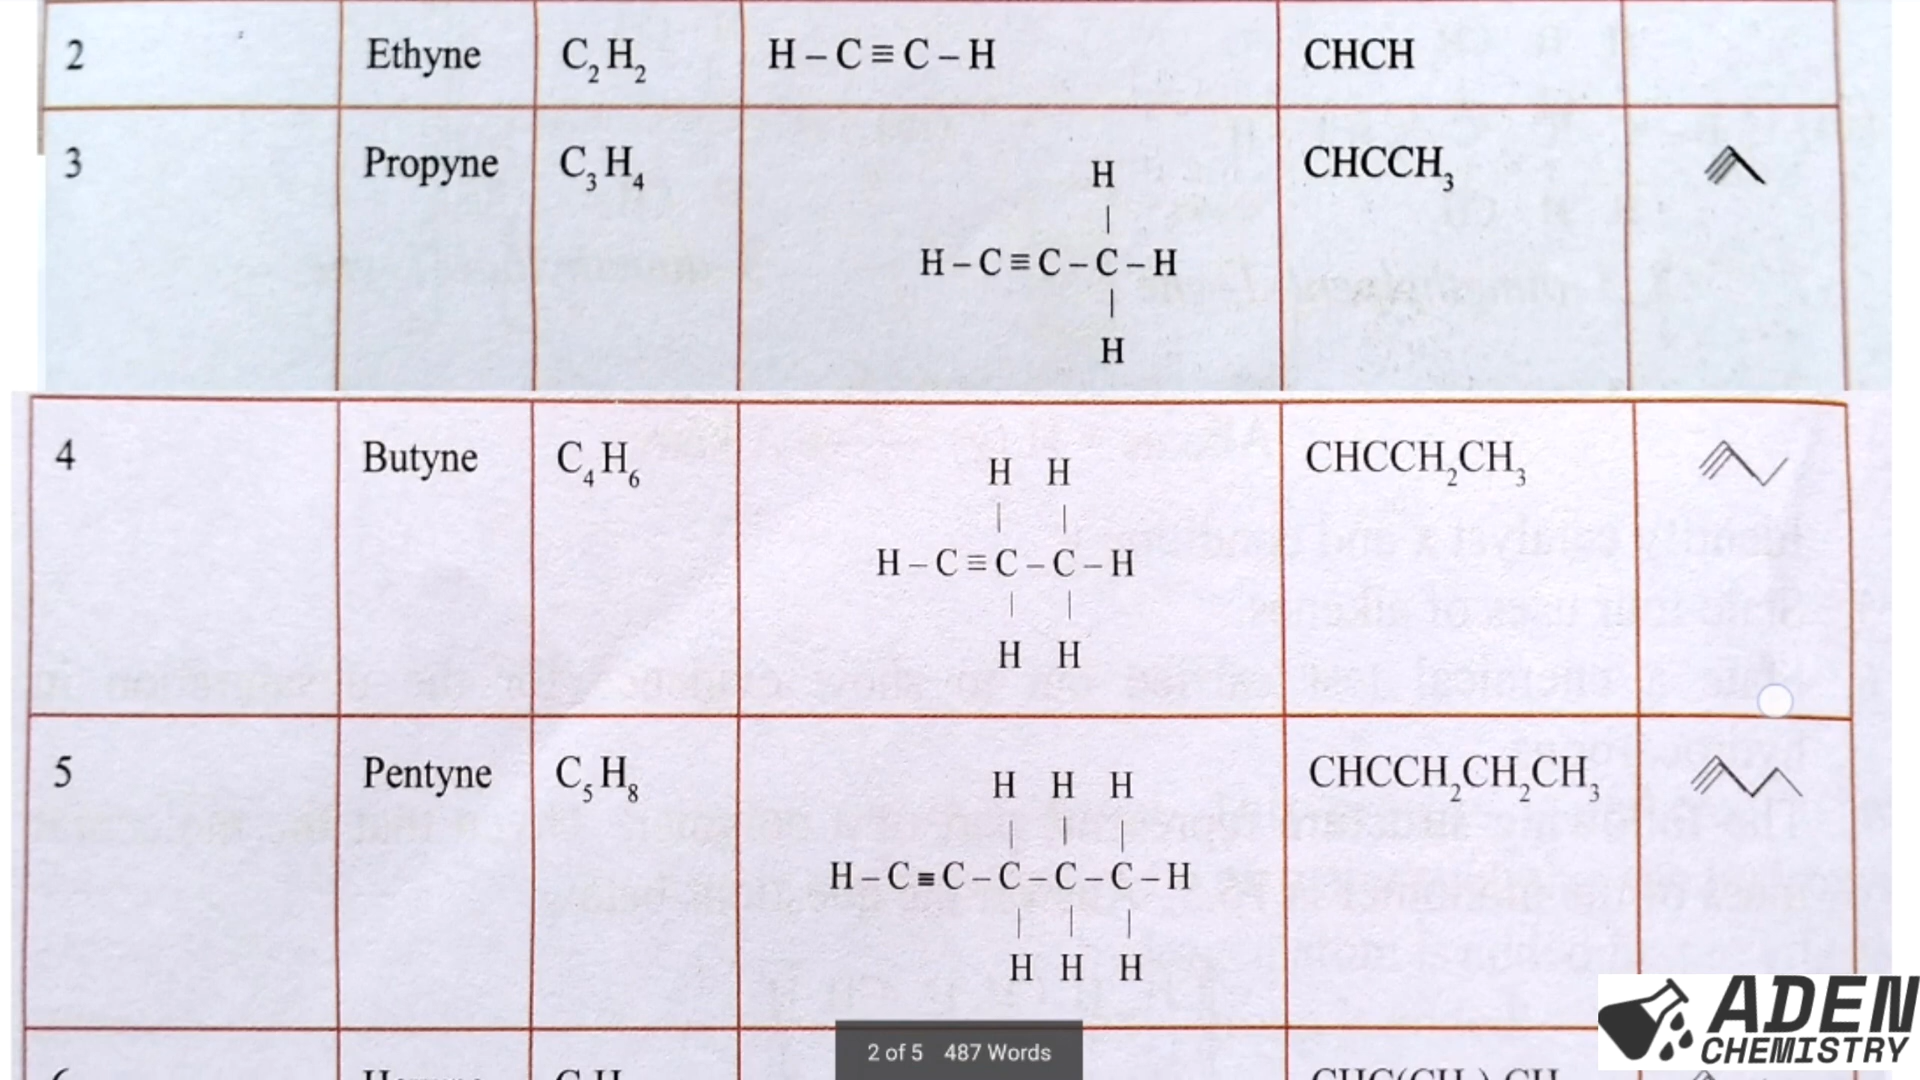 2 Ethyne C₂H₂ H–C≡C–H CHCH
3 Propyne C₃H₄ CHCCH₃
H
|
H–C≡C–C–H
|
H
4 Butyne C₄H₆ CHCCH₂CH₃
H H
| |
H–C≡C–C–H
| |
H H
5 Pentyne C₅H₈ CHCCH₂CH₂CH₃
H H H
| | |
H–C≡C–C–C–C–H
| | |
H H H
2 of 5 487 Words
ADEN
CHEMISTRY